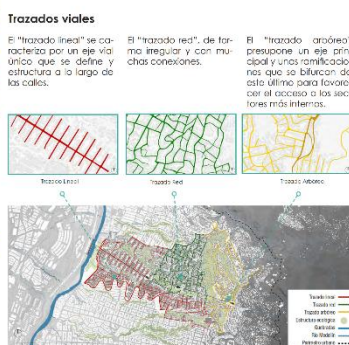 Trazados viales
El "trazado lineal" se ca-
racteriza por un eje vial
único que se define y
estructura a lo largo de
las calles.
El "trazado red", de for-
ma irregular y con mu-
chas conexiones.
El "trazado arbóreo"
presupone un eje prin
cipal y unas ramificacio
nes que se bifurcan de
este último para favore
cer el acceso a los sec
tores más internos.
Trazado Lineal
Trazado Red
Trazado Arbóreo
Trazado lineal
Trazado red
Trazado arbóreo
Estructura ecológica
Quebradas
Río Medellín
Perímetro urbano